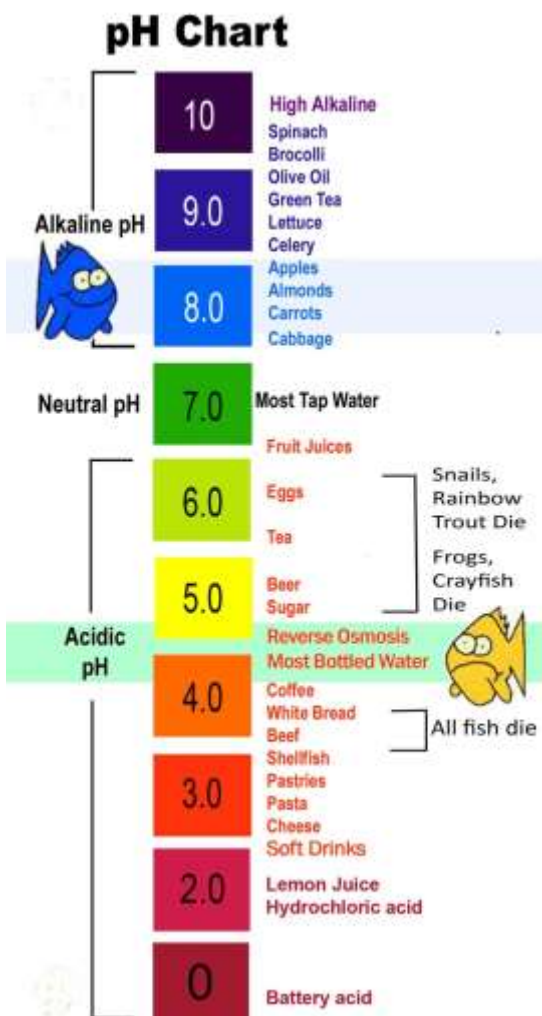 pH Chart
10
High Alkaline
Spinach
Brocolli
Olive Oil
9.0
Green Tea
Lettuce
Alkaline pH
Celery
Apples
Almonds
8.0
Carrots
Cabbage
Neutral pH
7.0
Most Tap Water
Fruit Juices
6.0
Eggs
Snails,
Rainbow
Trout Die
Tea
Frogs,
Crayfish
Die
5.0
Beer
Sugar
Acidic
pH
Reverse Osmosis
Most Bottled Water
4.0
Coffee
White Bread
Beef
All fish die
Shellfish
3.0
Pastries
Pasta
Cheese
Soft Drinks
2.0
Lemon Juice
Hydrochloric acid
0
Battery acid